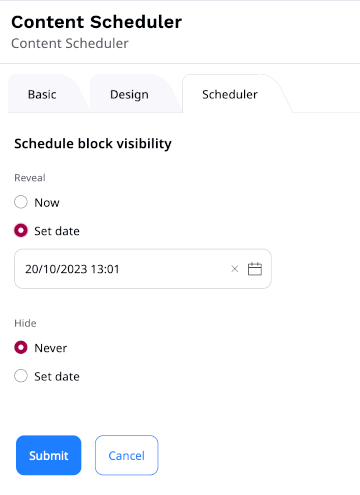 Content Scheduler
Content Scheduler
Basic Design Scheduler
Schedule block visibility
Reveal
Now
Set date
20/10/2023 13:01
Hide
Never
Set date
Submit Cancel